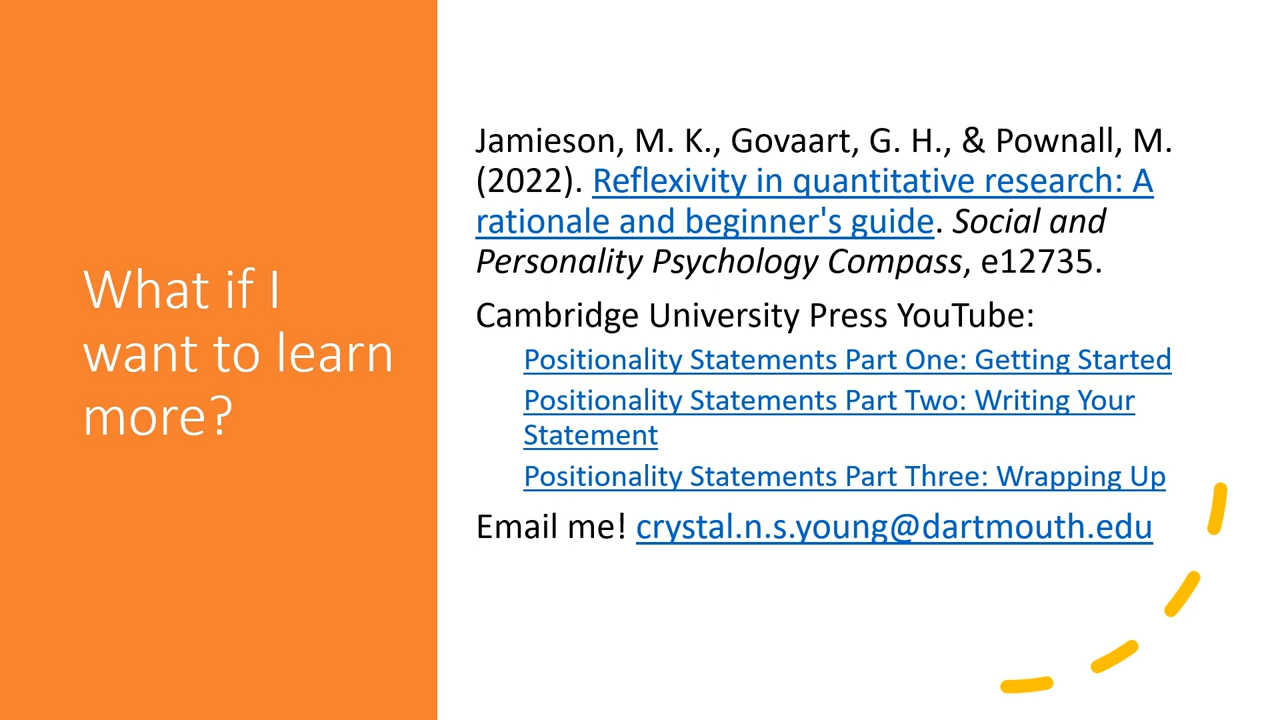 What if I
want to learn
more?
Jamieson, M. K., Govaart, G. H., & Pownall, M.
(2022). Reflexivity in quantitative research: A
rationale and beginner's guide. Social and
Personality Psychology Compass, e12735.
Cambridge University Press YouTube:
Positionality Statements Part One: Getting Started
Positionality Statements Part Two: Writing Your
Statement
Positionality Statements Part Three: Wrapping Up
Email me! crystal.n.s.young@dartmouth.edu